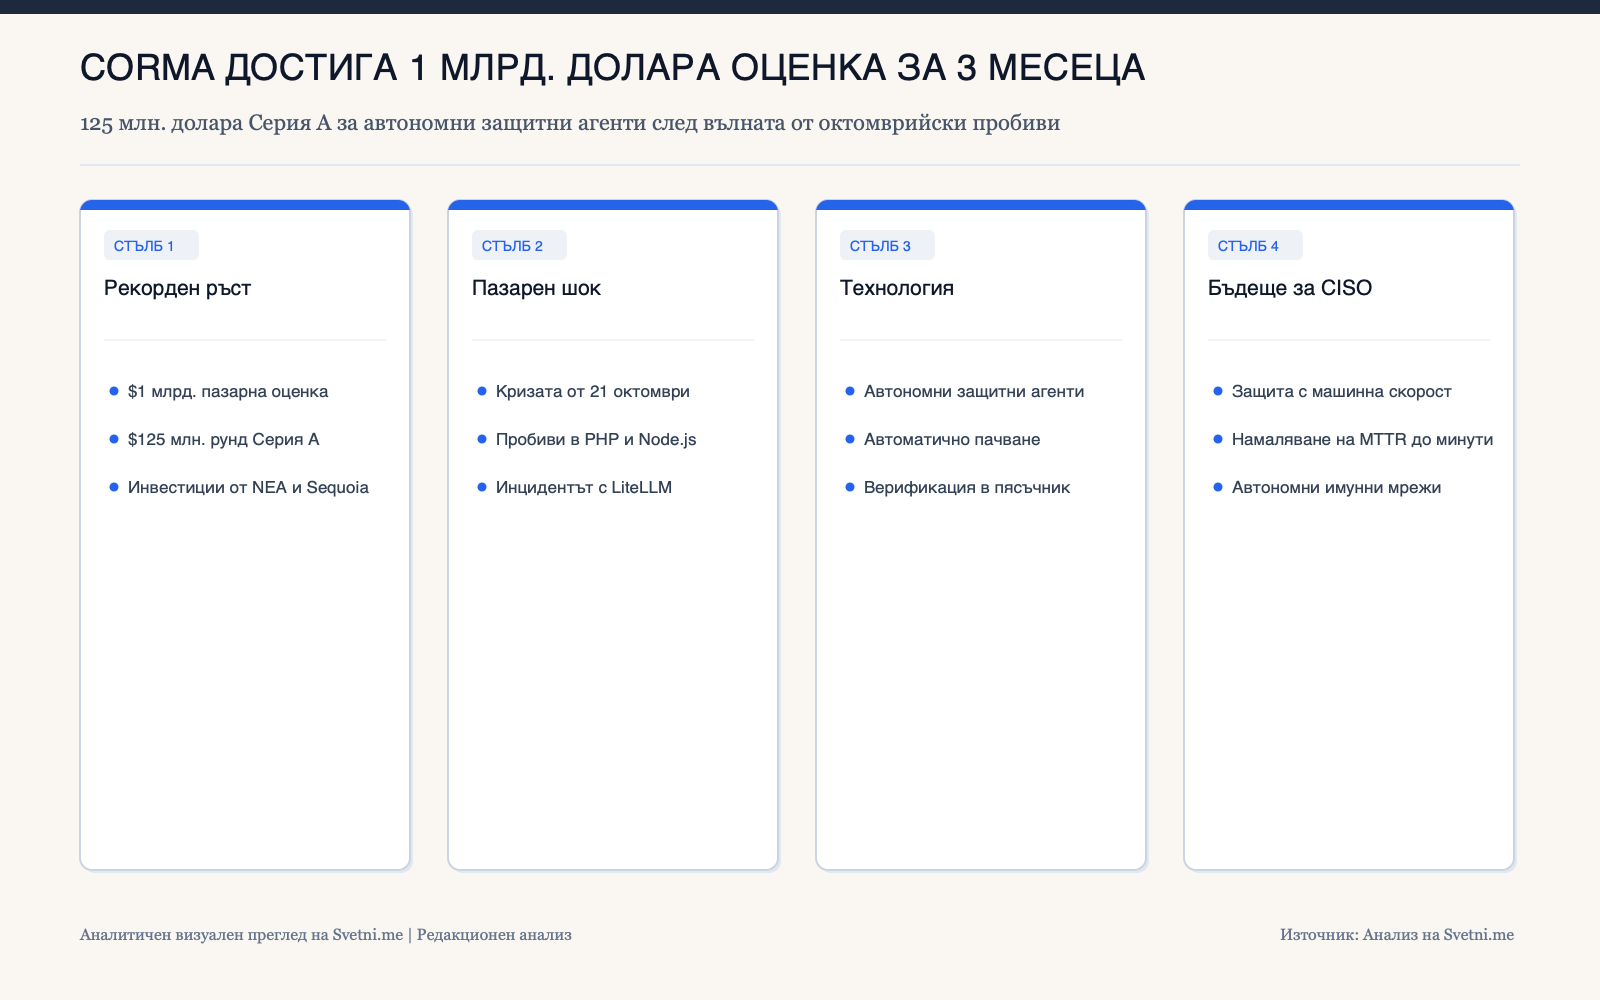 CORMA ДОСТИГА 1 МЛРД. ДОЛАРА ОЦЕНКА ЗА 3 МЕСЕЦА
125 млн. долара Серия А за автономни защитни агенти след вълната от октомврийски пробиви
СТЪЛБ 1
Рекорден ръст
$1 млрд. пазарна оценка
$125 млн. рунд Серия А
Инвестиции от NEA и Sequoia
СТЪЛБ 2
Пазарен шок
Кризата от 21 октомври
Пробиви в PHP и Node.js
Инцидентът с LiteLLM
СТЪЛБ 3
Технология
Автономни защитни агенти
Автоматично пачване
Верификация в пясъчник
СТЪЛБ 4
Бъдеще за CISO
Защита с машинна скорост
Намаляване на MTTR до минути
Автономни имунни мрежи
Аналитичен визуален преглед на Svetni.me | Редакционен анализ
Източник: Анализ на Svetni.me